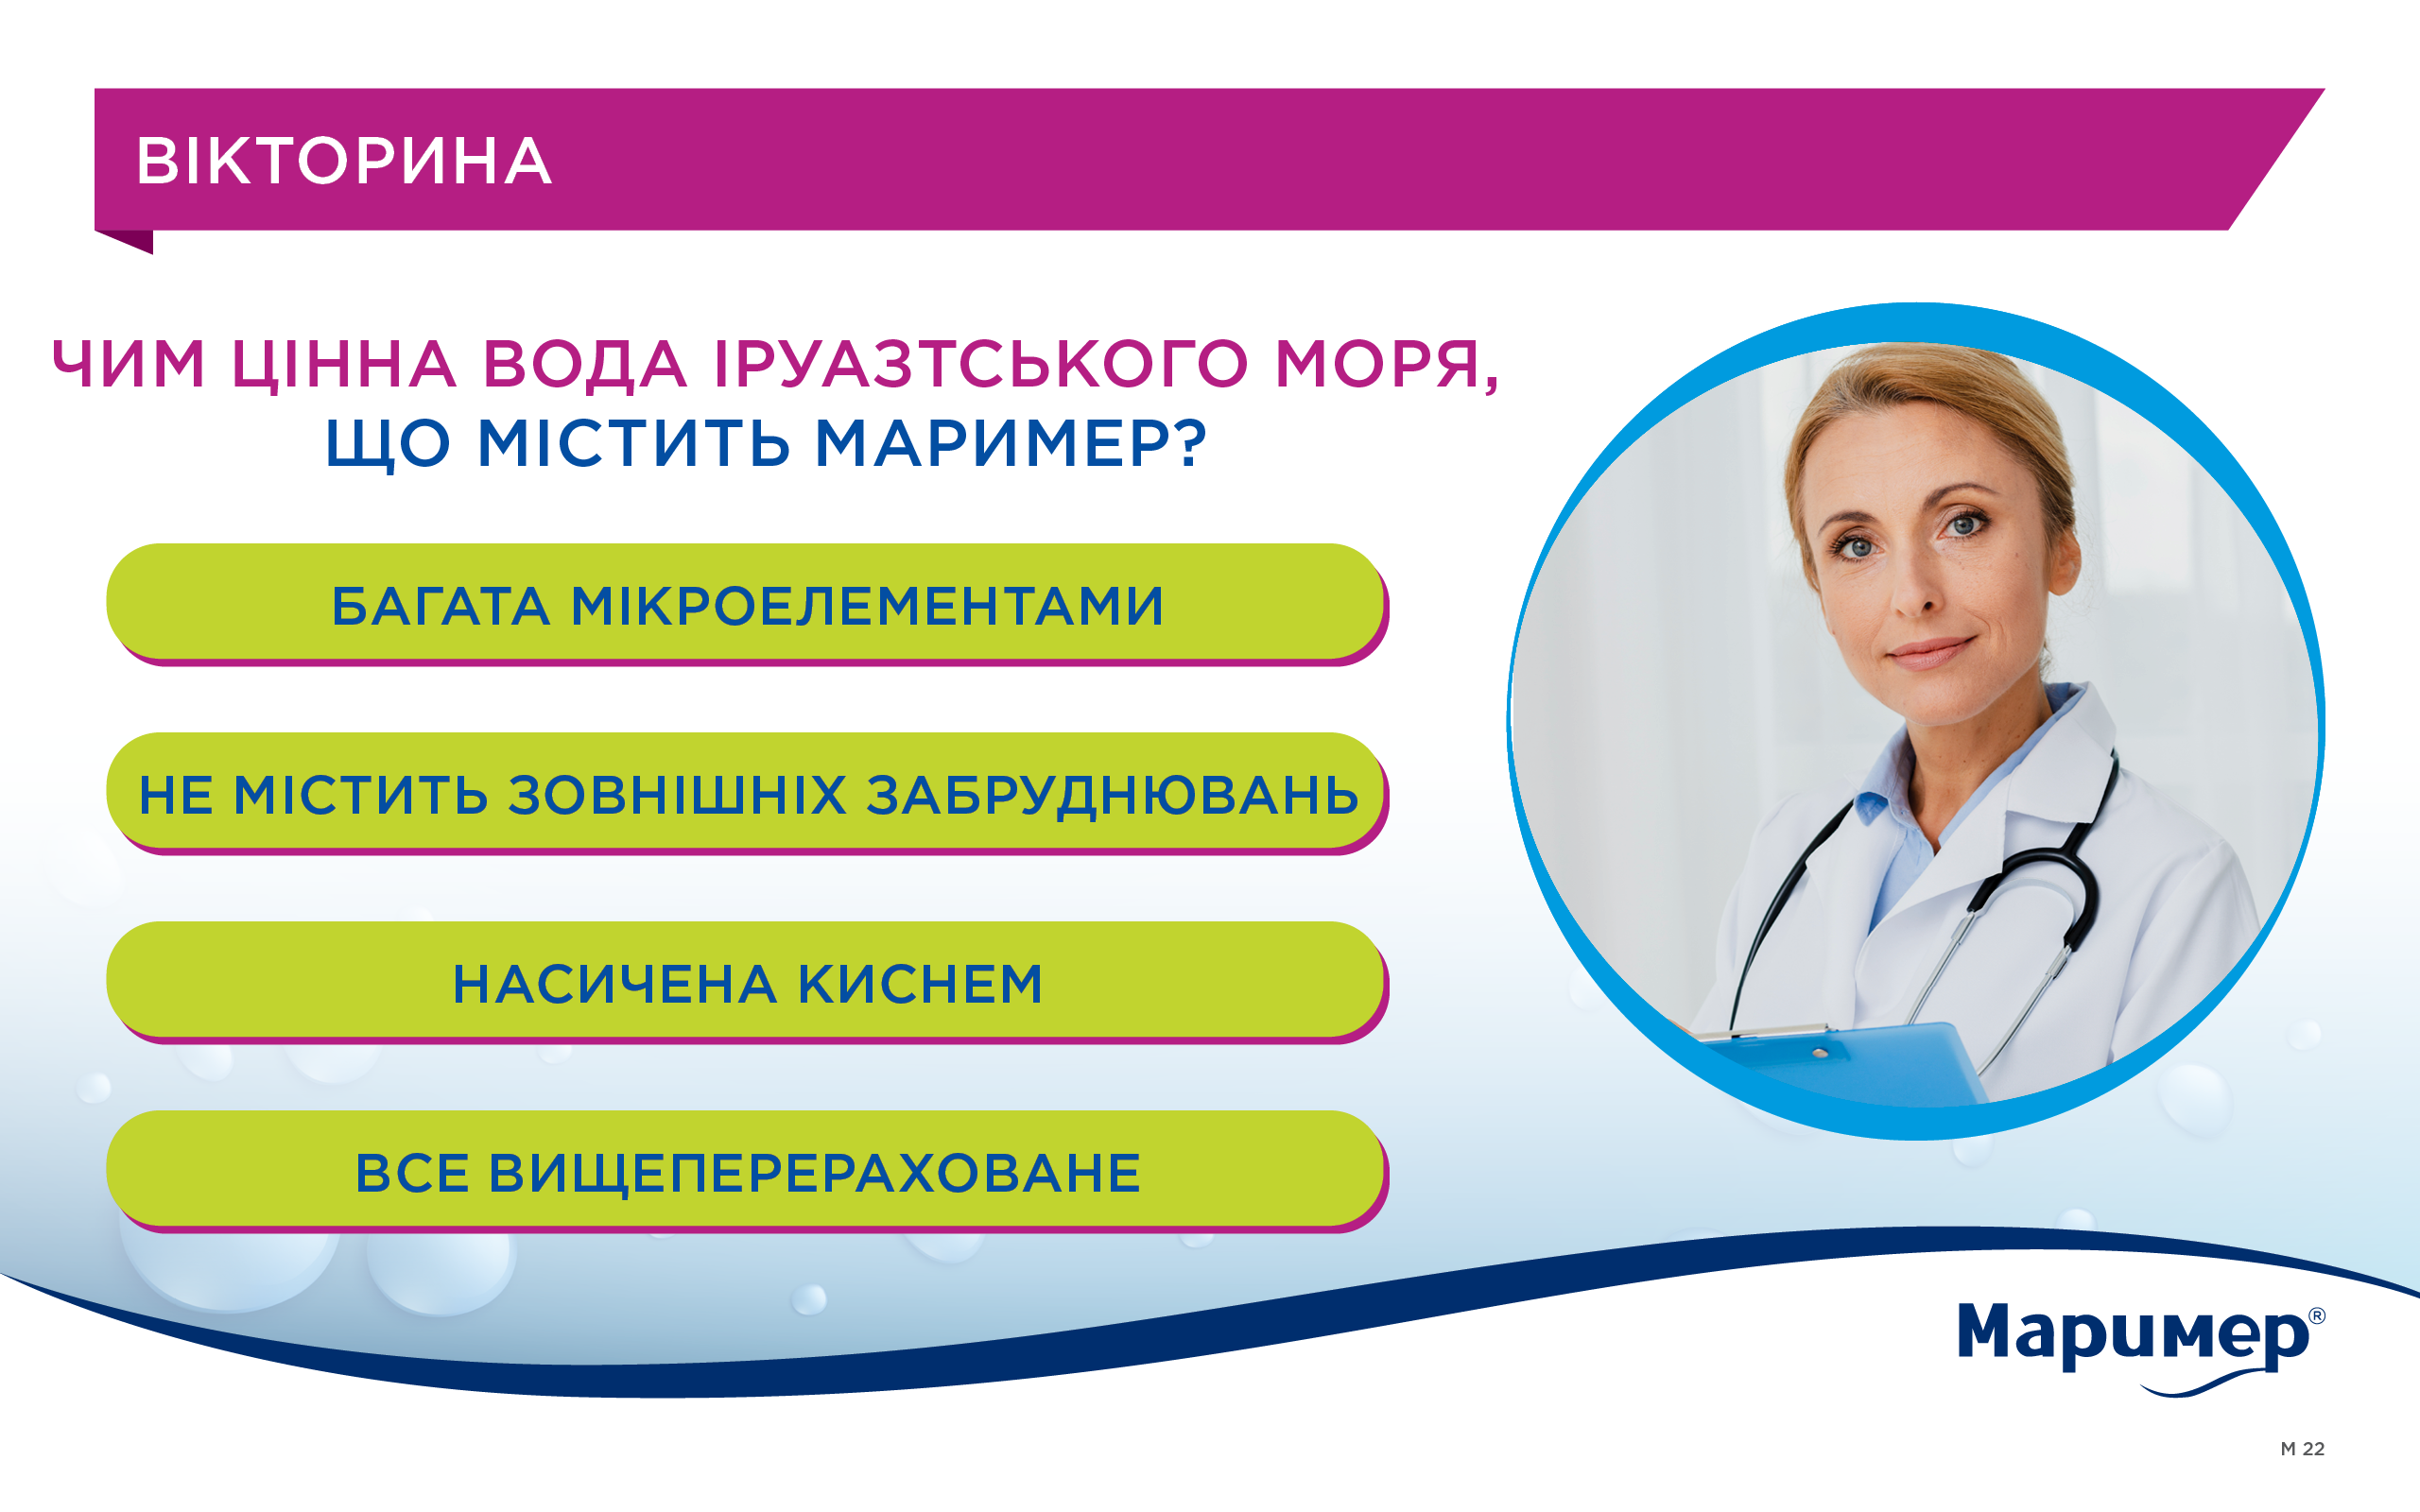 ВІКТОРИНА
ЧИМ ЦІННА ВОДА ІРУАЗТСЬКОГО МОРЯ,
ЩО МІСТИТЬ МАРИМЕР?
БАГАТА МІКРОЕЛЕМЕНТАМИ
НЕ МІСТИТЬ ЗОВНІШНІХ ЗАБРУДНЮВАНЬ
НАСИЧЕНА КИСНЕМ
ВСЕ ВИЩЕПЕРЕРАХОВАНЕ
Маример®
М 22